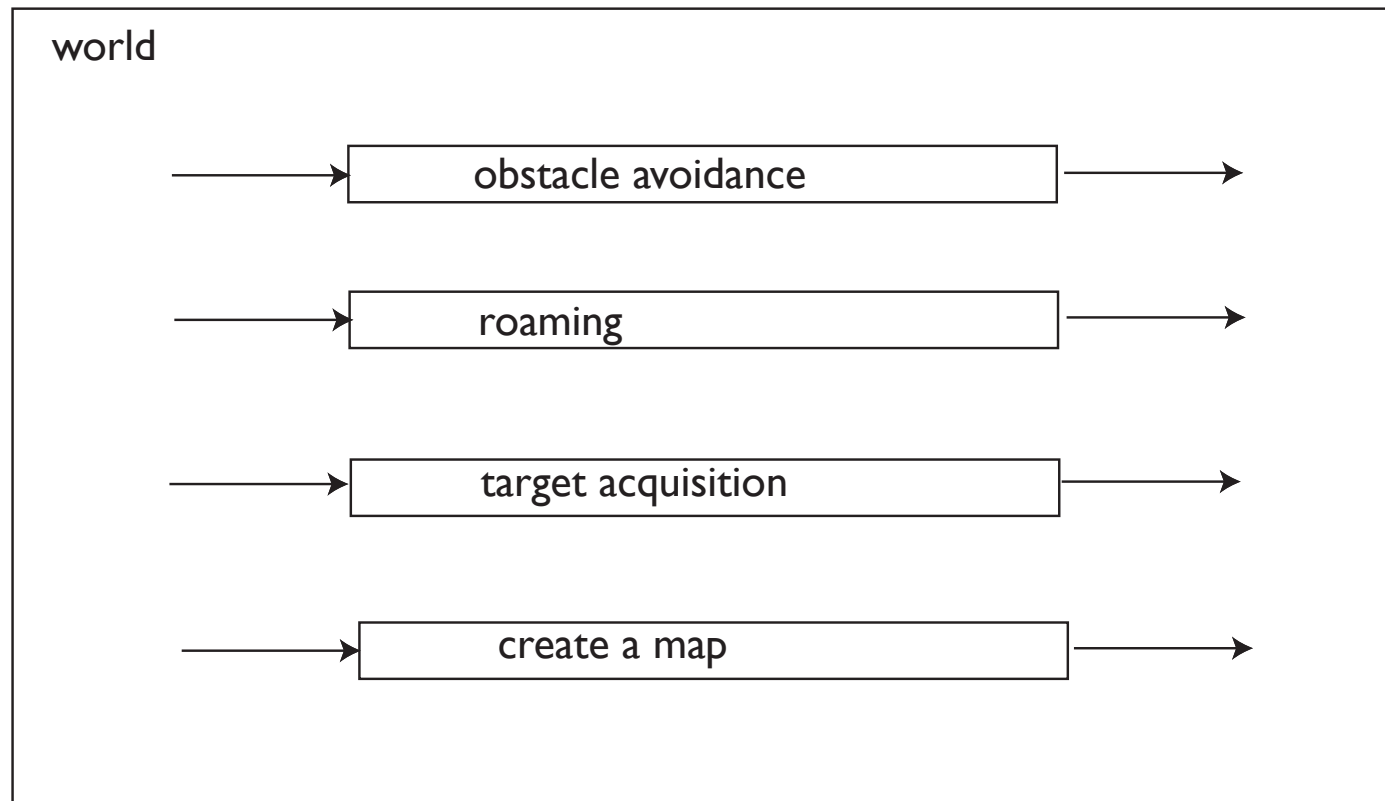 world
obstacle avoidance
roaming
target acquisition
create a map